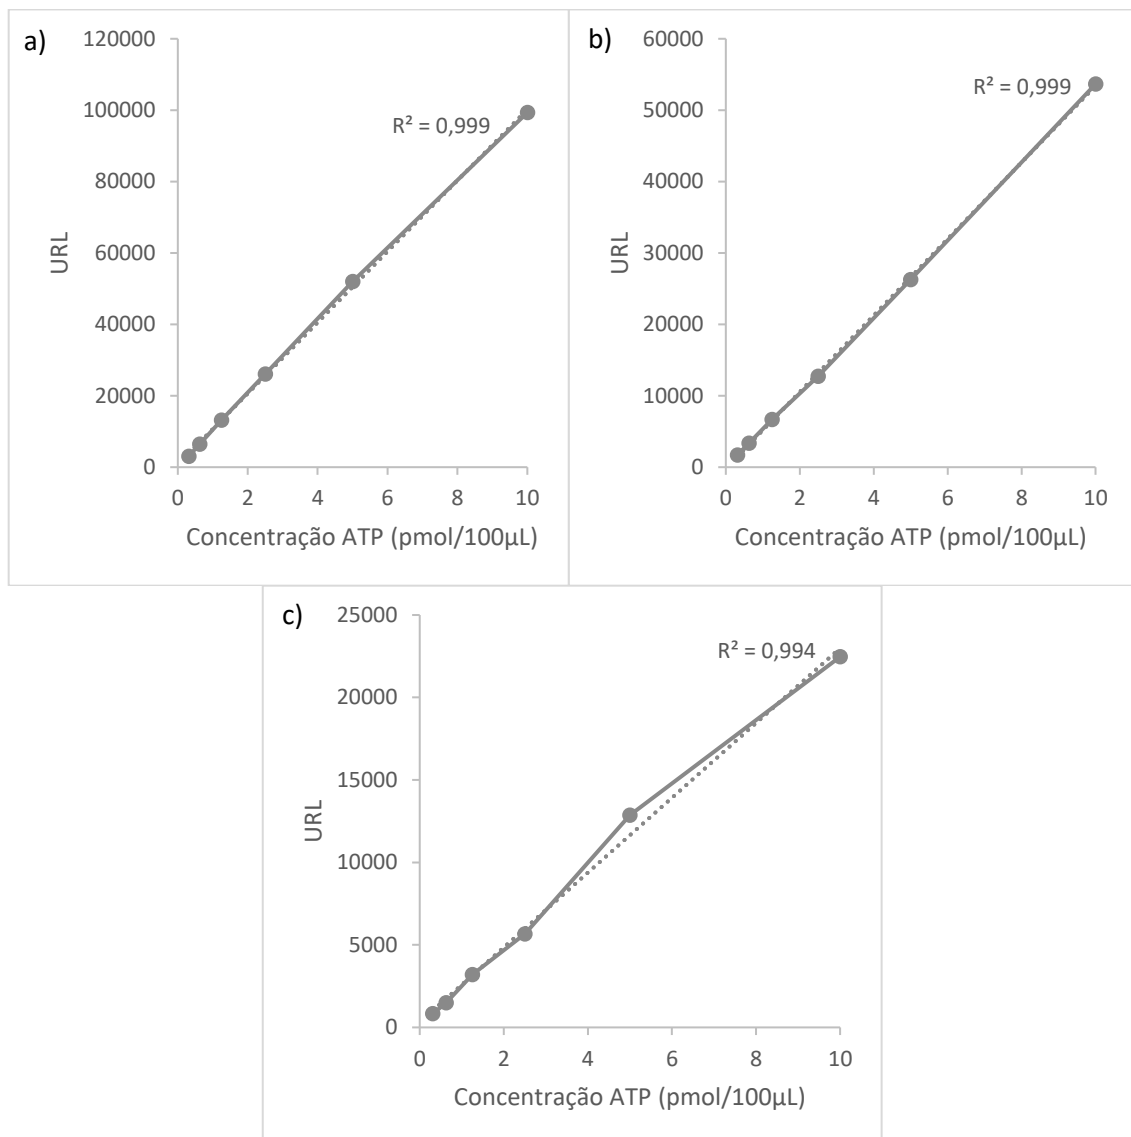 a)
120000
100000
80000
60000
40000
20000
0
URL
R² = 0,999
0 2 4 6 8 10
Concentração ATP (pmol/100µL)
b)
60000
50000
40000
30000
20000
10000
0
URL
R² = 0,999
0 2 4 6 8 10
Concentração ATP (pmol/100µL)
c)
25000
20000
15000
10000
5000
0
URL
R² = 0,994
0 2 4 6 8 10
Concentração ATP (pmol/100µL)